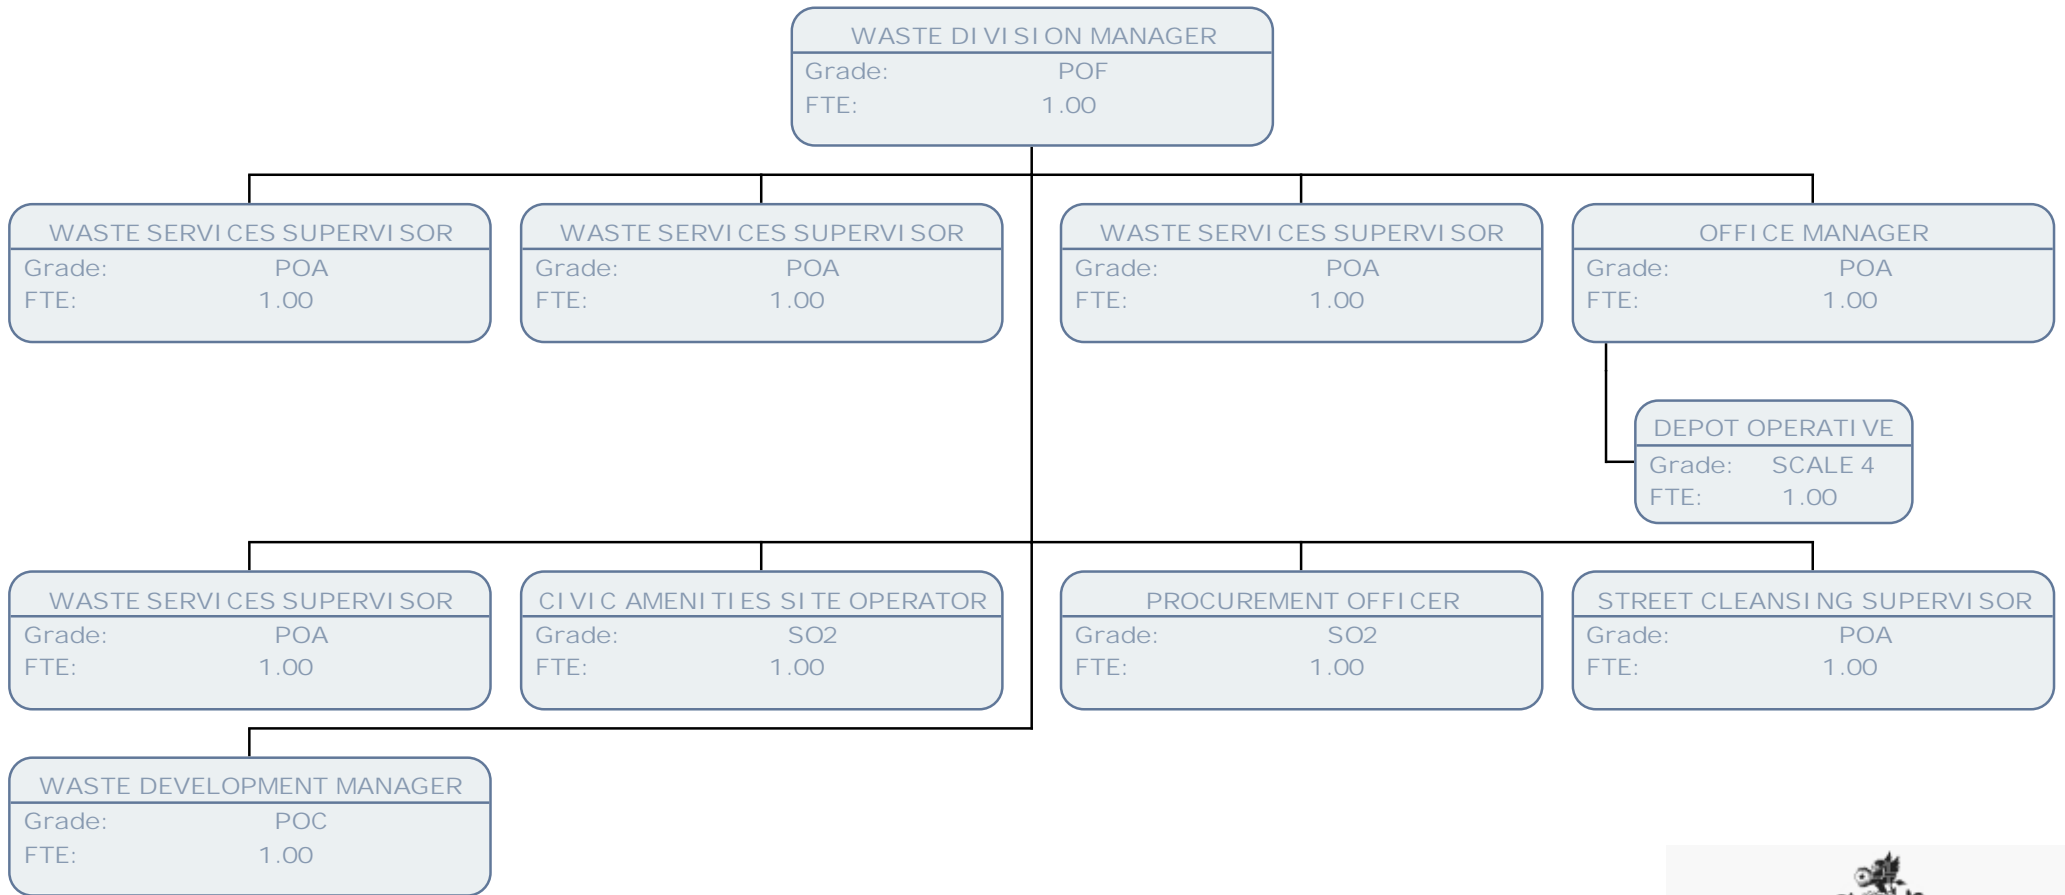 WASTE DIVISION MANAGER
Grade: POF
FTE: 1.00
WASTE SERVICES SUPERVISOR
Grade: POA
FTE: 1.00
WASTE SERVICES SUPERVISOR
Grade: POA
FTE: 1.00
WASTE SERVICES SUPERVISOR
Grade: POA
FTE: 1.00
OFFICE MANAGER
Grade: POA
FTE: 1.00
DEPOT OPERATIVE
Grade: SCALE 4
FTE: 1.00
WASTE SERVICES SUPERVISOR
Grade: POA
FTE: 1.00
CIVIC AMENITIES SITE OPERATOR
Grade: SO2
FTE: 1.00
PROCUREMENT OFFICER
Grade: SO2
FTE: 1.00
STREET CLEANSING SUPERVISOR
Grade: POA
FTE: 1.00
WASTE DEVELOPMENT MANAGER
Grade: POC
FTE: 1.00